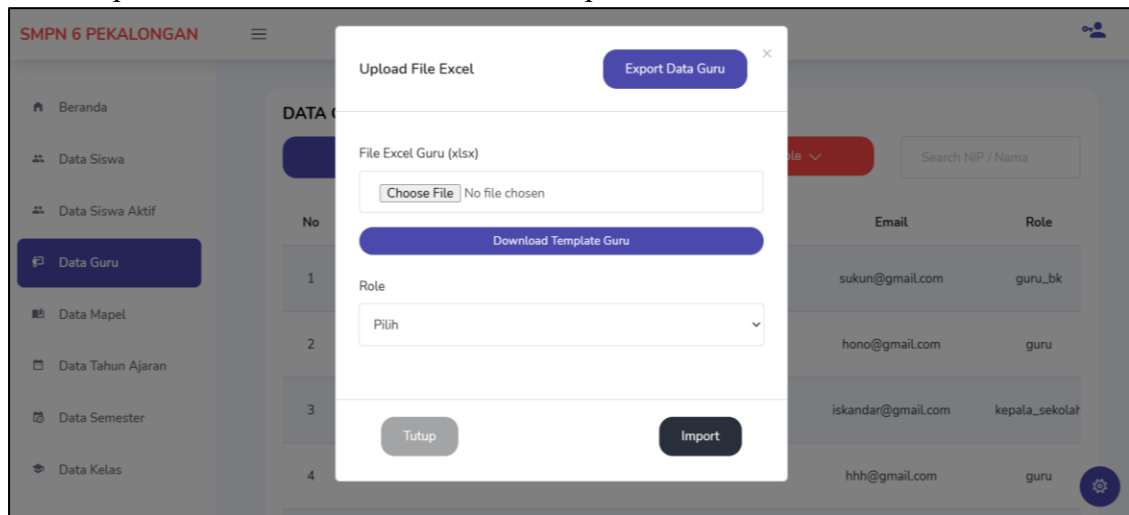 SMPN 6 PEKALONGAN
Upload File Excel
Export Data Guru
×
Beranda
Data Siswa
Data Siswa Aktif
Data Guru
Data Mapel
Data Tahun Ajaran
Data Semester
Data Kelas
DATA
Search NIP / Nama
File Excel Guru (xlsx)
Choose File No file chosen
Download Template Guru
Role
Pilih
Tutup
Import
No Email Role
1 sukun@gmail.com guru_bk
2 hono@gmail.com guru
3 iskandar@gmail.com kepala_sekolah
4 hhh@gmail.com guru